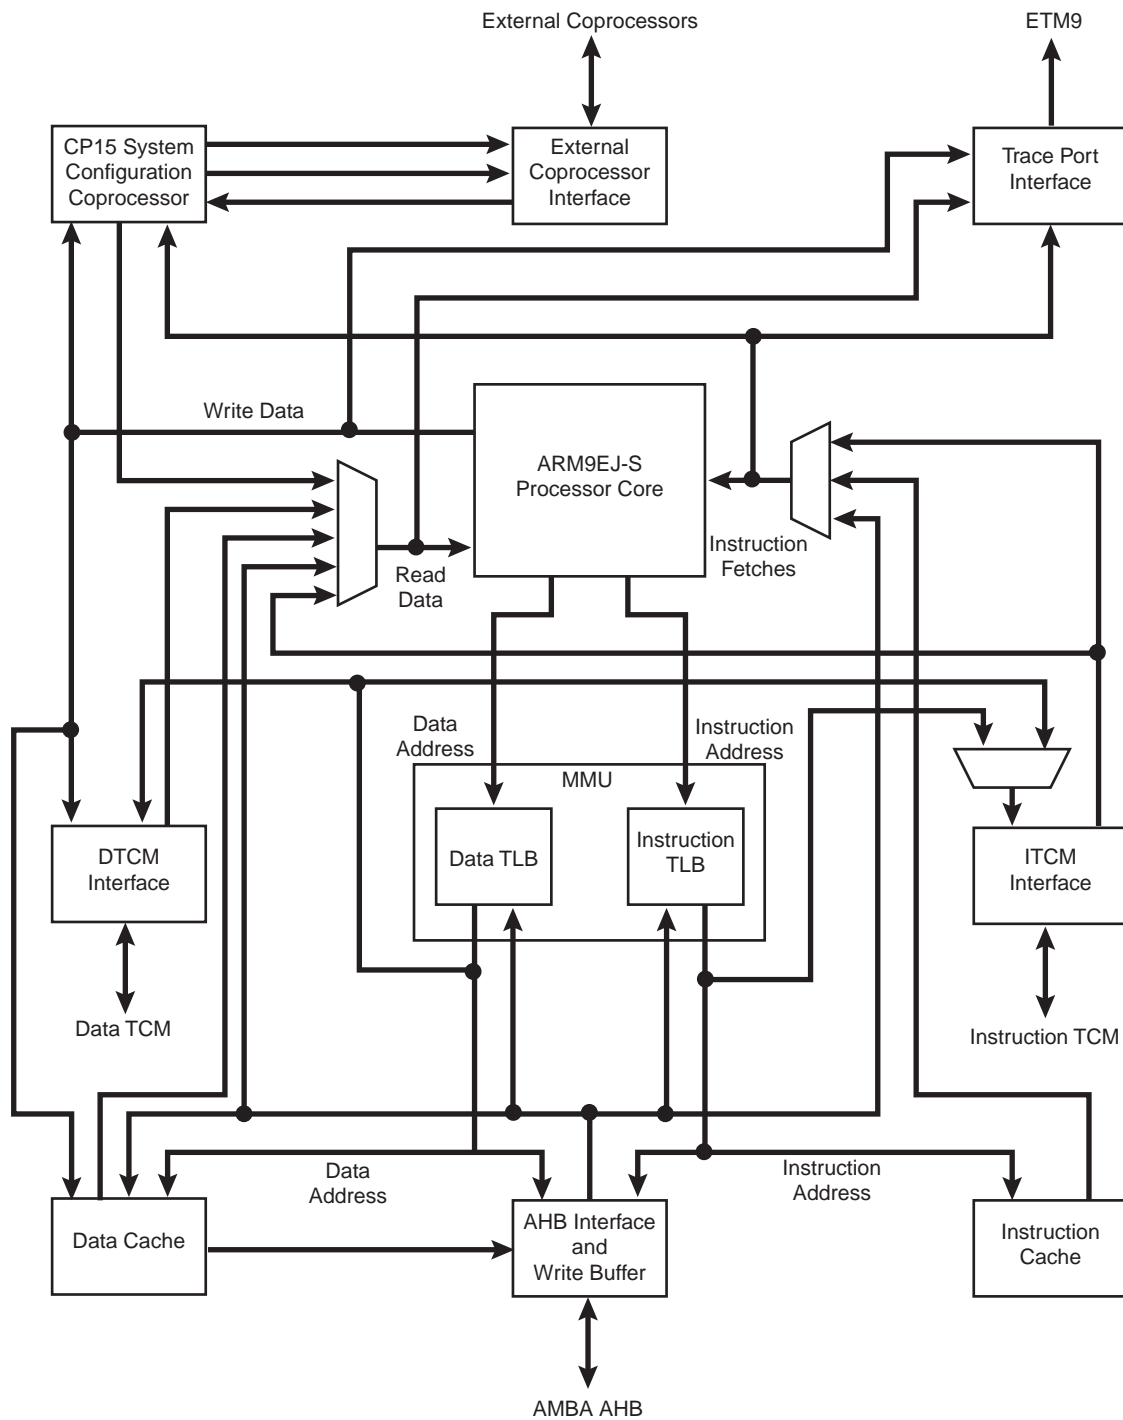 External Coprocessors
ETM9
CP15 System
Configuration
Coprocessor
External
Coprocessor
Interface
Trace Port
Interface
Write Data
ARM9EJ-S
Processor Core
Instruction
Fetches
Read
Data
Data
Address
Instruction
Address
MMU
DTCM
Interface
Data TLB
Instruction
TLB
ITCM
Interface
Data TCM
Instruction TCM
Data
Address
Instruction
Address
Data Cache
AHB Interface
and
Write Buffer
Instruction
Cache
AMBA AHB